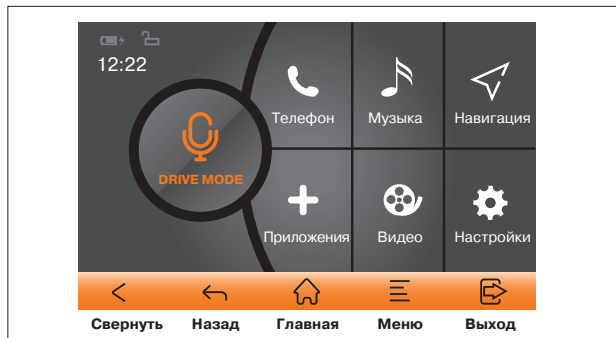 12:22
DRIVE MODE
Телефон
Музыка
Навигация
Приложения
Видео
Настройки
Свернуть
Назад
Главная
Меню
Выход